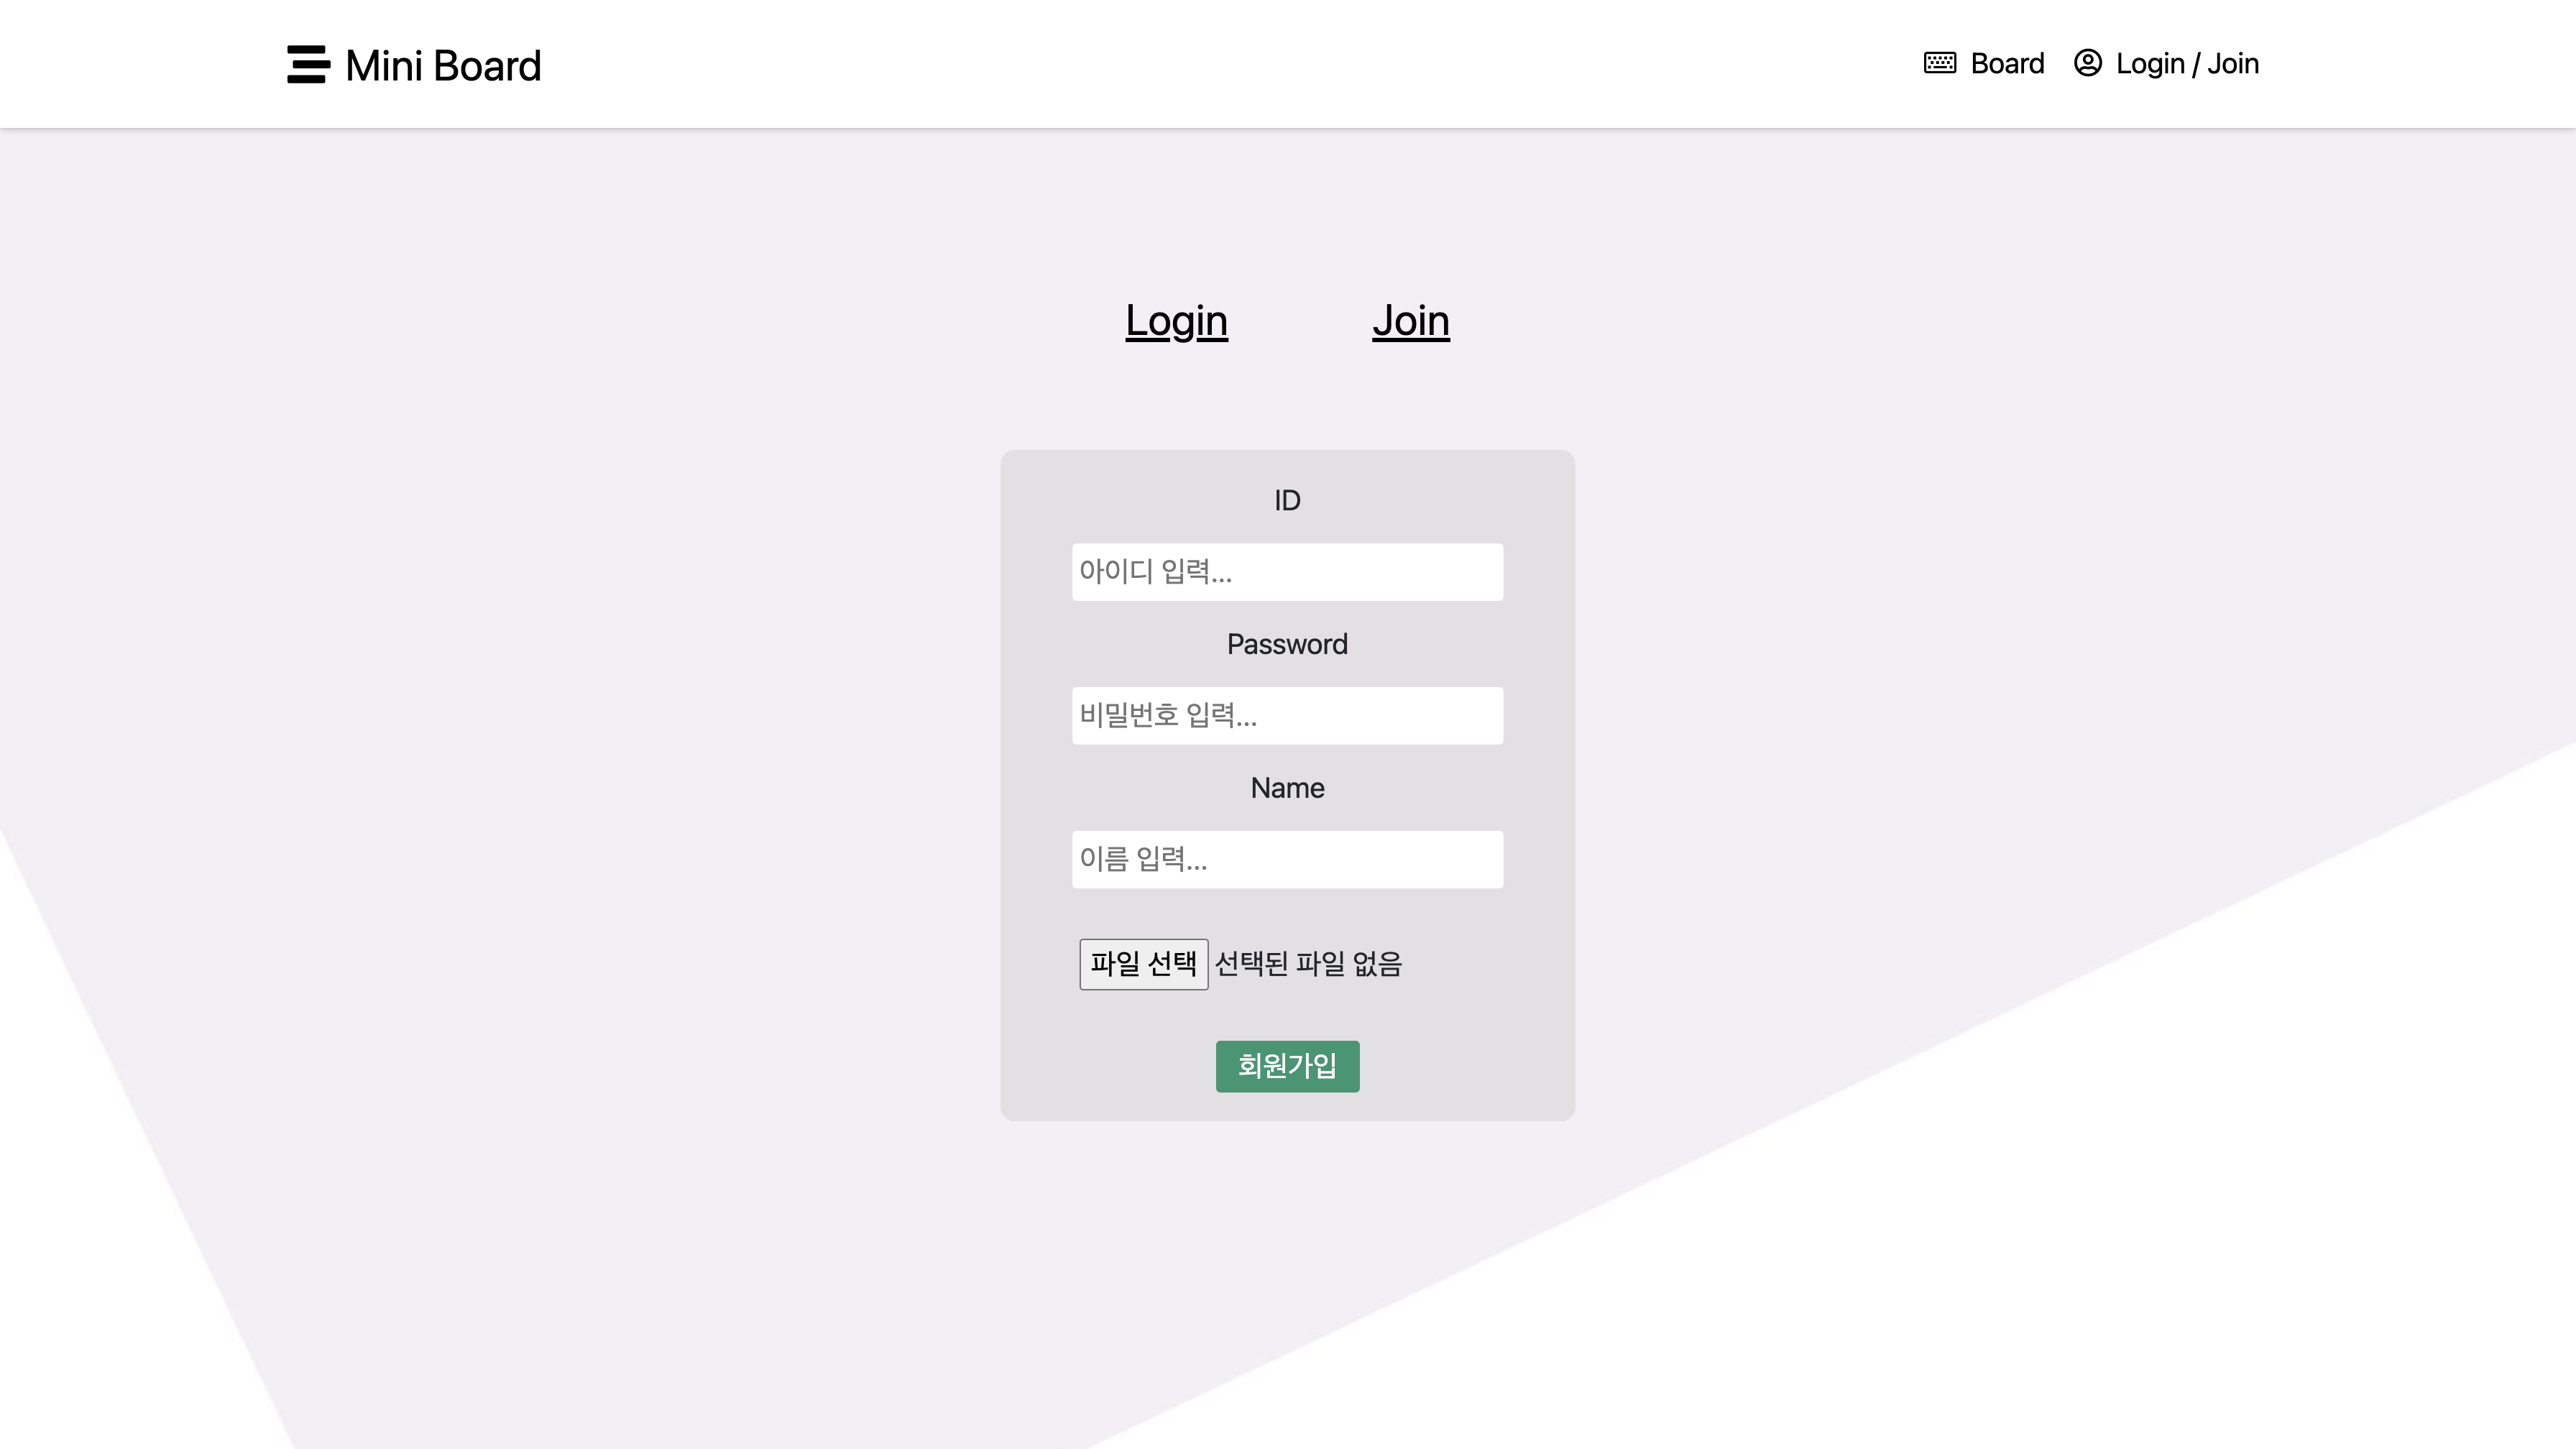 Mini Board
Board
Login / Join
Login
Join
ID
아이디 입력...
Password
비밀번호 입력...
Name
이름 입력...
파일 선택 선택된 파일 없음
회원가입